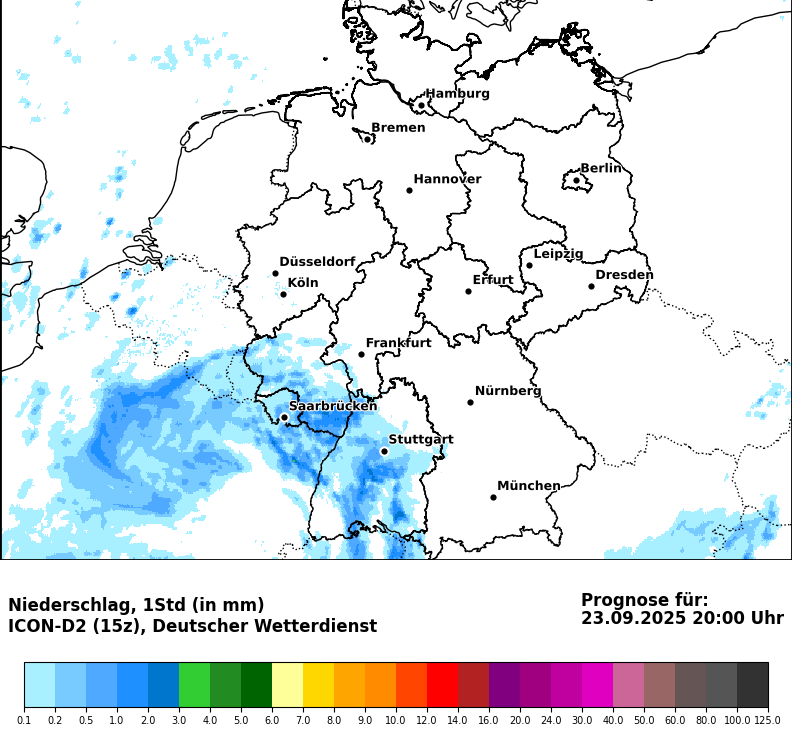 Hamburg
Bremen
Berlin
Hannover
Leipzig
Düsseldorf
Dresden
Köln
Erfurt
Frankfurt
Nürnberg
Saarbrücken
Stuttgart
München
Niederschlag, 1Std (in mm)
ICON-D2 (15z), Deutscher Wetterdienst
Prognose für:
23.09.2025 20:00 Uhr
0.1 0.2 0.5 1.0 2.0 3.0 4.0 5.0 6.0 7.0 8.0 9.0 10.0 12.0 14.0 16.0 20.0 24.0 30.0 40.0 50.0 60.0 80.0 100.0 125.0